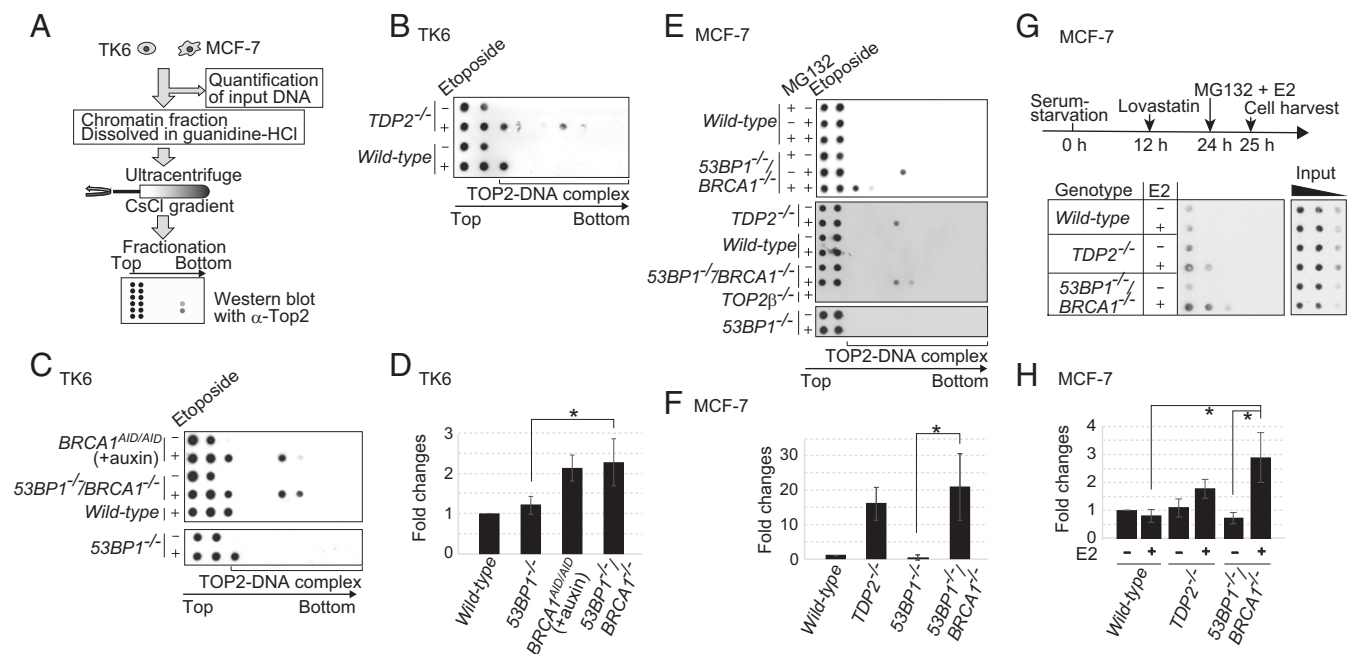 A
TK6 MCF-7
Quantification
of input DNA
Chromatin fraction
Dissolved in guanidine-HCl
Ultracentrifuge
CsCl gradient
Fractionation
Top Bottom
Western blot
with α-Top2
B TK6
Etoposide
TDP2-/- − +
Wild-type − +
TOP2-DNA complex
Top Bottom
C TK6
Etoposide
BRCA1AID/AID
(+auxin) − +
53BP1-/-/BRCA1-/- − +
Wild-type +
53BP1-/- − +
TOP2-DNA complex
Top Bottom
D TK6
*
Fold changes
3
2
1
0
Wild-type
53BP1-/-
BRCA1AID/AID
(+auxin)
53BP1-/-/
BRCA1-/-
E MCF-7
MG132
Etoposide
Wild-type
+ −
− +
+ +
53BP1-/-/
BRCA1-/-
+ −
− +
+ +
TDP2-/- − +
Wild-type − +
53BP1-/-/BRCA1-/- − +
TOP2β-/- +
53BP1-/- − +
TOP2-DNA complex
Top Bottom
F MCF-7
*
Fold changes
30
20
10
0
Wild-type
TDP2-/-
53BP1-/-
53BP1-/-/
BRCA1-/-
G MCF-7
MG132 + E2
Serum-
starvation
Lovastatin
Cell harvest
0 h 12 h 24 h 25 h
Input
Genotype E2
Wild-type − +
TDP2-/- − +
53BP1-/-/
BRCA1-/- − +
H MCF-7
* *
Fold changes
4
3
2
1
0
E2 − + − + − +
Wild-type
TDP2-/-
53BP1-/-/
BRCA1-/-